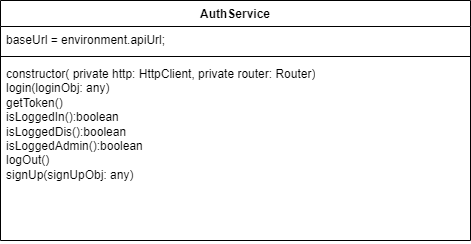 AuthService
baseUrl = environment.apiUrl;
constructor( private http: HttpClient, private router: Router)
login(loginObj: any)
getToken()
isLoggedIn():boolean
isLoggedDis():boolean
isLoggedAdmin():boolean
logOut()
signUp(signUpObj: any)